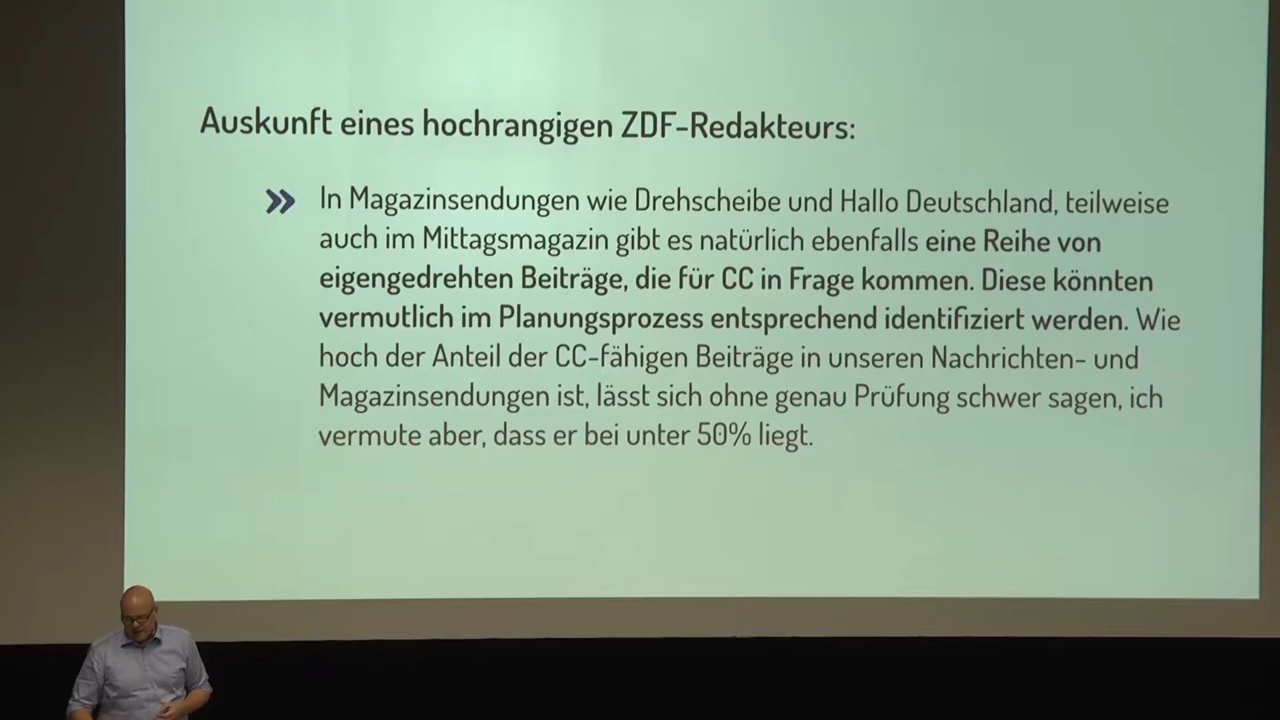 Auskunft eines hochrangigen ZDF-Redakteurs:
» In Magazinsendungen wie Drehscheibe und Hallo Deutschland, teilweise
auch im Mittagsmagazin gibt es natürlich ebenfalls eine Reihe von
eigengedrehten Beiträge, die für CC in Frage kommen. Diese könnten
vermutlich im Planungsprozess entsprechend identifiziert werden. Wie
hoch der Anteil der CC-fähigen Beiträge in unseren Nachrichten- und
Magazinsendungen ist, lässt sich ohne genau Prüfung schwer sagen, ich
vermute aber, dass er bei unter 50% liegt.